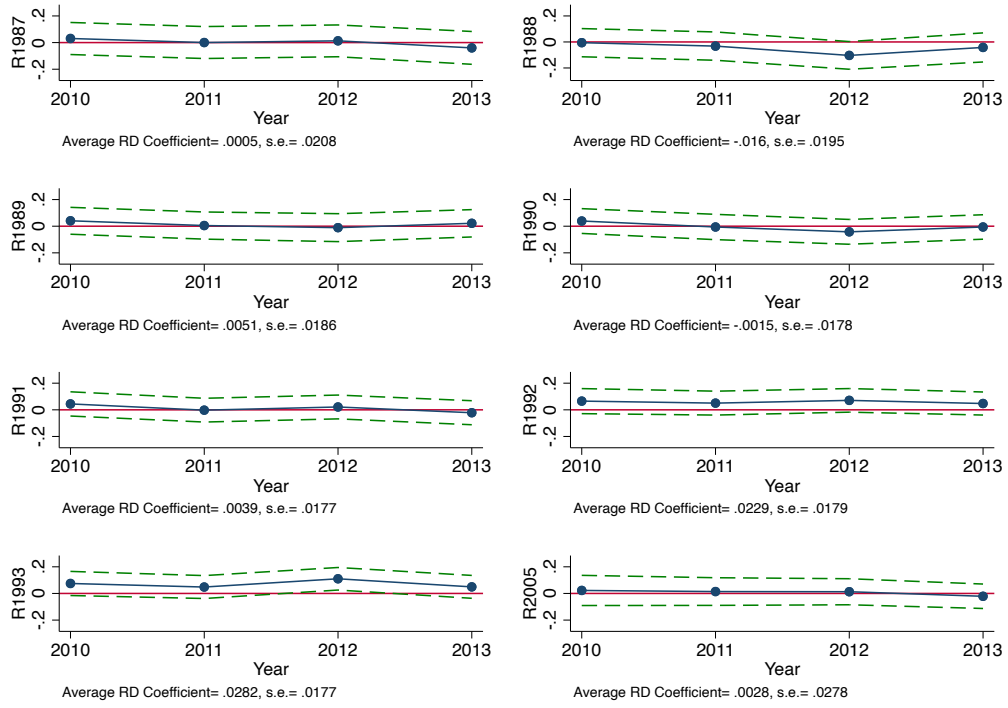 R1987
.2
0
-.2
2010 2011 2012 2013
Year
Average RD Coefficient= .0005, s.e.= .0208
R1988
.2
0
-.2
2010 2011 2012 2013
Year
Average RD Coefficient= -.016, s.e.= .0195
R1989
.2
0
-.2
2010 2011 2012 2013
Year
Average RD Coefficient= .0051, s.e.= .0186
R1990
.2
0
-.2
2010 2011 2012 2013
Year
Average RD Coefficient= -.0015, s.e.= .0178
R1991
.2
0
-.2
2010 2011 2012 2013
Year
Average RD Coefficient= .0039, s.e.= .0177
R1992
.2
0
-.2
2010 2011 2012 2013
Year
Average RD Coefficient= .0229, s.e.= .0179
R1993
.2
0
-.2
2010 2011 2012 2013
Year
Average RD Coefficient= .0282, s.e.= .0177
R2005
.2
0
-.2
2010 2011 2012 2013
Year
Average RD Coefficient= .0028, s.e.= .0278